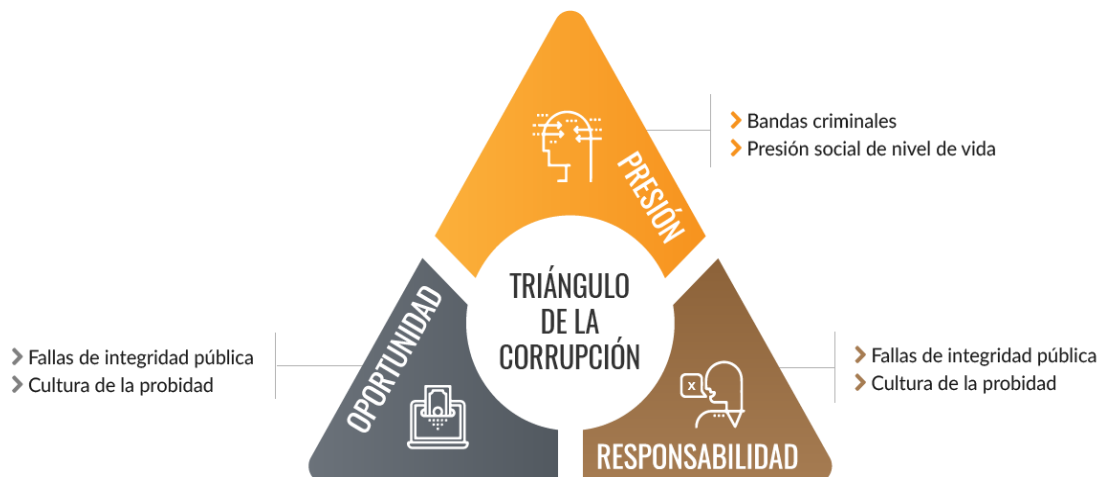 Bandas criminales
Presión social de nivel de vida
PRESIÓN
TRIÁNGULO
DE LA
CORRUPCIÓN
OPORTUNIDAD
Fallas de integridad pública
Cultura de la probidad
Fallas de integridad pública
Cultura de la probidad
X
RESPONSABILIDAD